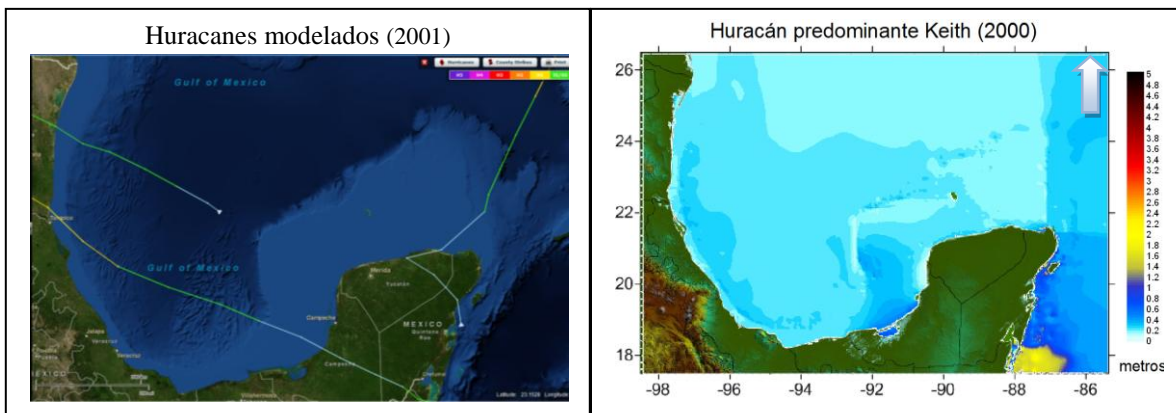 Huracanes modelados (2001)
Hurricanes
County Strikes
Print
Gulf of Mexico
Gulf of Mexico
Merida
Campeche
MEXICO
Quintana
Roo
Veracruz
Huracán predominante Keith (2000)
26
24
22
20
18
-98 -96 -94 -92 -90 -88 -86
5
4.8
4.6
4.4
4.2
4
3.8
3.6
3.4
3.2
3
2.8
2.6
2.4
2.2
2
1.8
1.6
1.4
1.2
1
0.8
0.6
0.4
0.2
0
metros